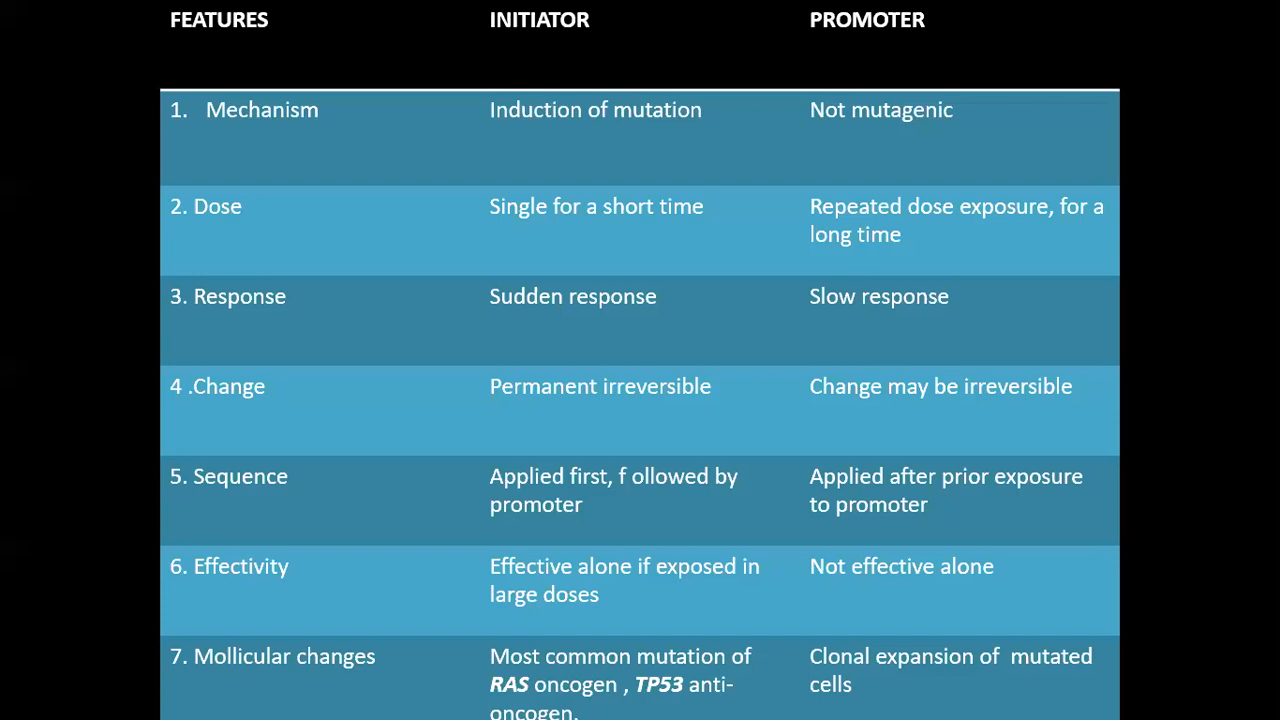 FEATURES INITIATOR PROMOTER
1. Mechanism Induction of mutation Not mutagenic
2. Dose Single for a short time Repeated dose exposure, for a
long time
3. Response Sudden response Slow response
4 .Change Permanent irreversible Change may be irreversible
5. Sequence Applied first, f ollowed by Applied after prior exposure
promoter to promoter
6. Effectivity Effective alone if exposed in Not effective alone
large doses
7. Mollicular changes Most common mutation of Clonal expansion of mutated
RAS oncogen , TP53 anti- cells
oncogen.